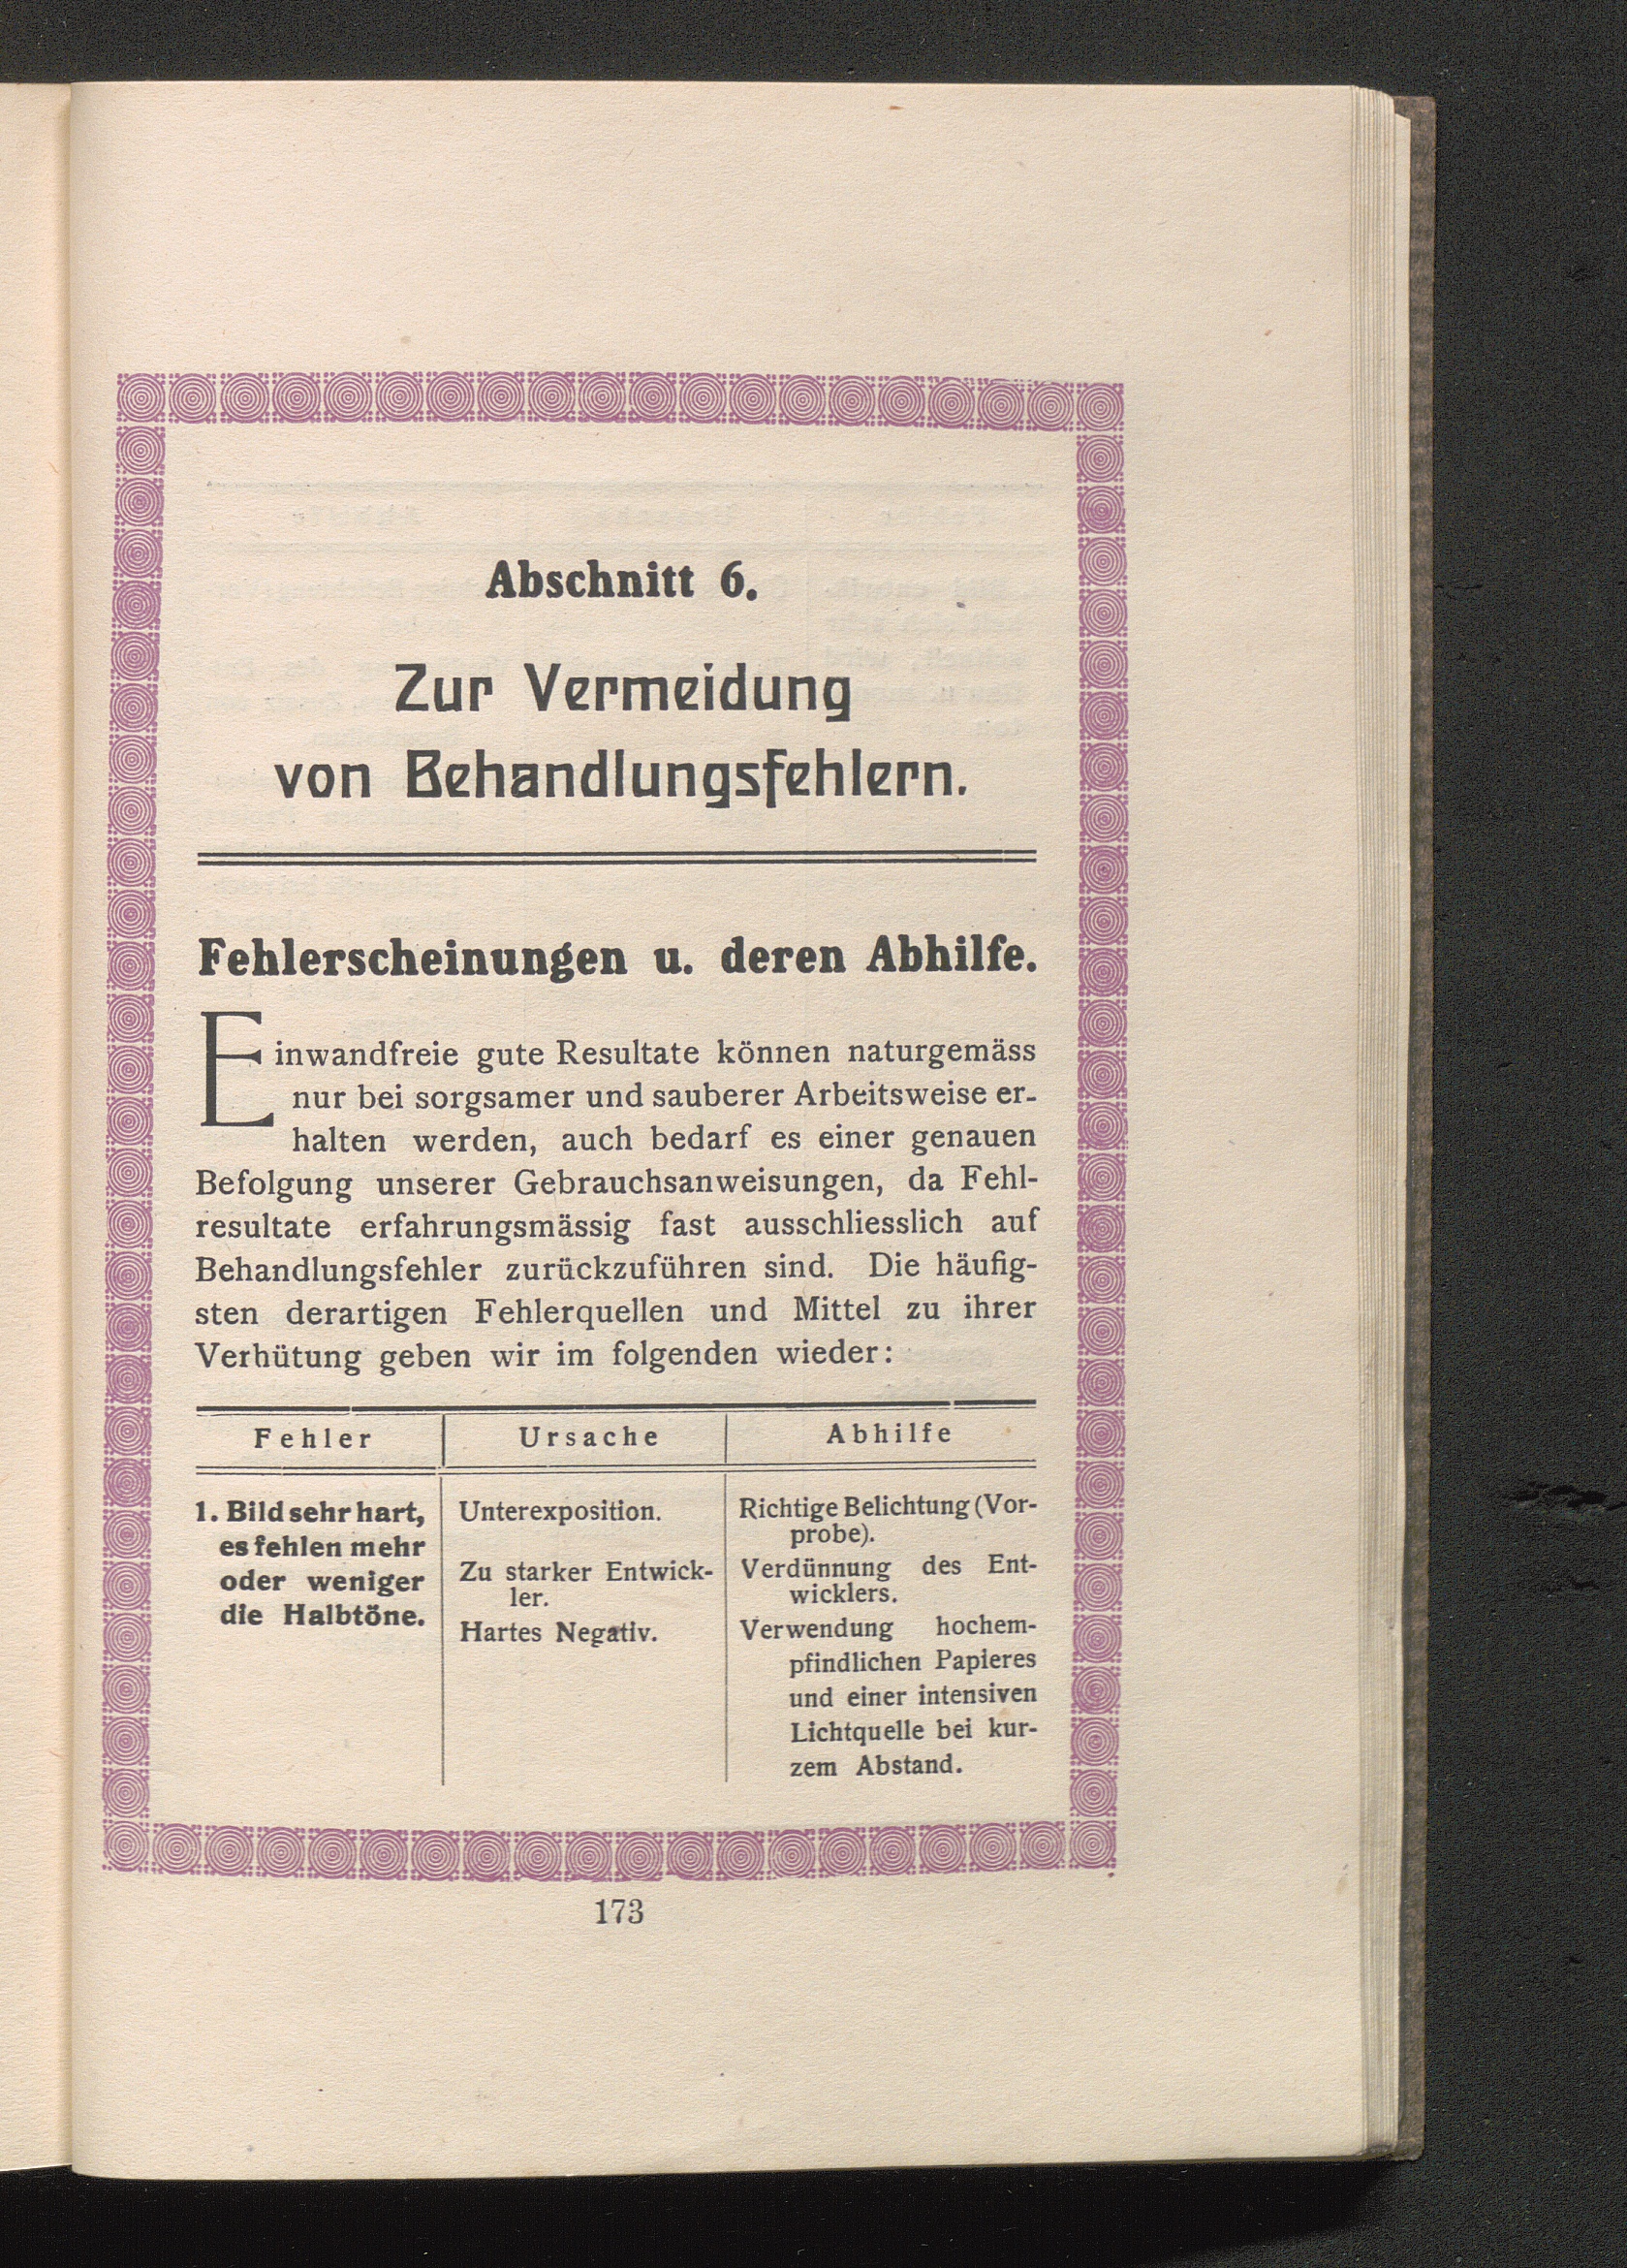 Abschnitt 6.
Zur Vermeidung
von Behandlungsfehlern.
Fehlerscheinungen u. deren Abhilfe.
Einwandfreie gute Resultate können naturgemäss
nur bei sorgsamer und sauberer Arbeitsweise er-
halten werden, auch bedarf es einer genauen
Befolgung unserer Gebrauchsanweisungen, da Fehl-
resultate erfahrungsmässig fast ausschliesslich auf
Behandlungsfehler zurückzuführen sind. Die häufig-
sten derartigen Fehlerquellen und Mittel zu ihrer
Verhütung geben wir im folgenden wieder:
Fehler
Ursache
Abhilfe
1. Bild sehr hart,
es fehlen mehr
oder weniger
die Halbtöne.
Unterexposition.
Zu starker Entwick-
ler.
Hartes Negativ.
Richtige Belichtung (Vor-
probe).
Verdünnung des Ent-
wicklers.
Verwendung hochem-
pfindlichen Papieres
und einer intensiven
Lichtquelle bei kur-
zem Abstand.
173